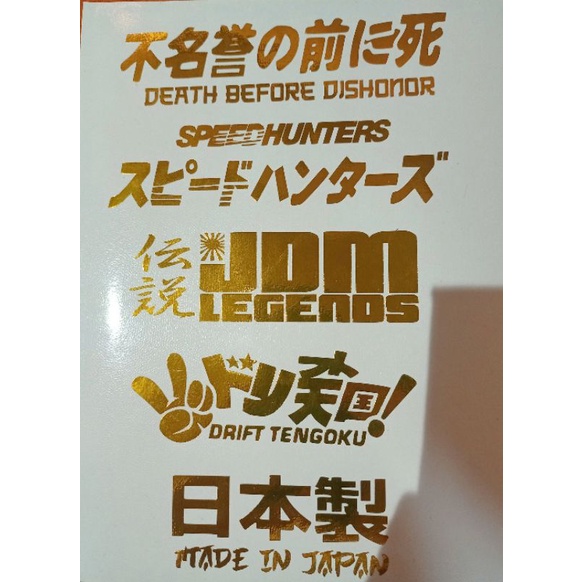 不名誉の前に死
DEATH BEFORE DISHONOR
SPEEDHUNTERS
スピードハンターズ
伝説 JDM
LEGENDS
ドリ天国!
DRIFT TENGOKU
日本製
MADE IN JAPAN